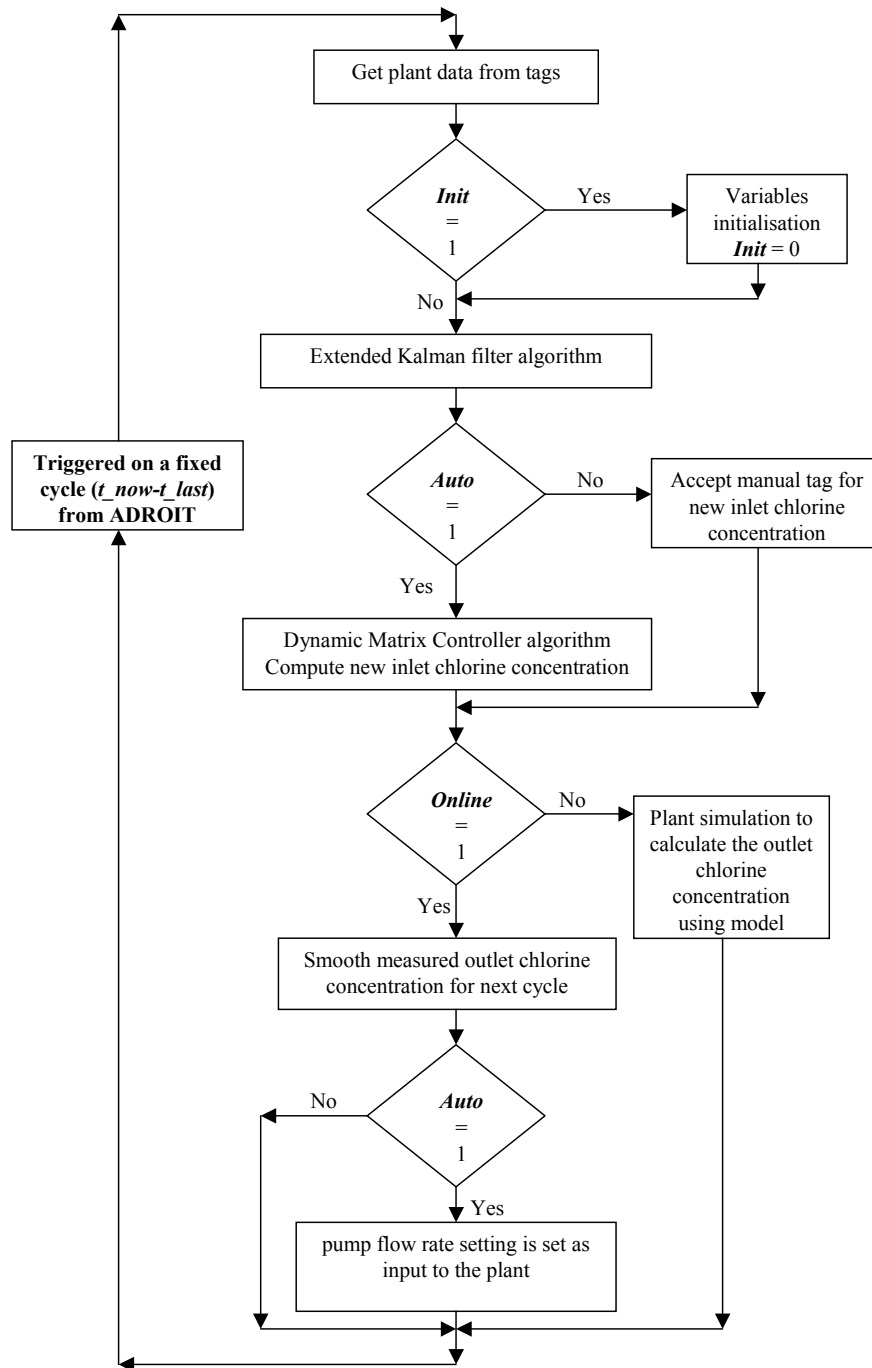 Get plant data from tags
Init
=
1
Yes
Variables
initialisation
Init = 0
No
Extended Kalman filter algorithm
Triggered on a fixed
cycle (t_now-t_last)
from ADROIT
Auto
=
1
No
Accept manual tag for
new inlet chlorine
concentration
Yes
Dynamic Matrix Controller algorithm
Compute new inlet chlorine concentration
Online
=
1
No
Plant simulation to
calculate the outlet
chlorine
concentration
using model
Yes
Smooth measured outlet chlorine
concentration for next cycle
No
Auto
=
1
Yes
pump flow rate setting is set as
input to the plant